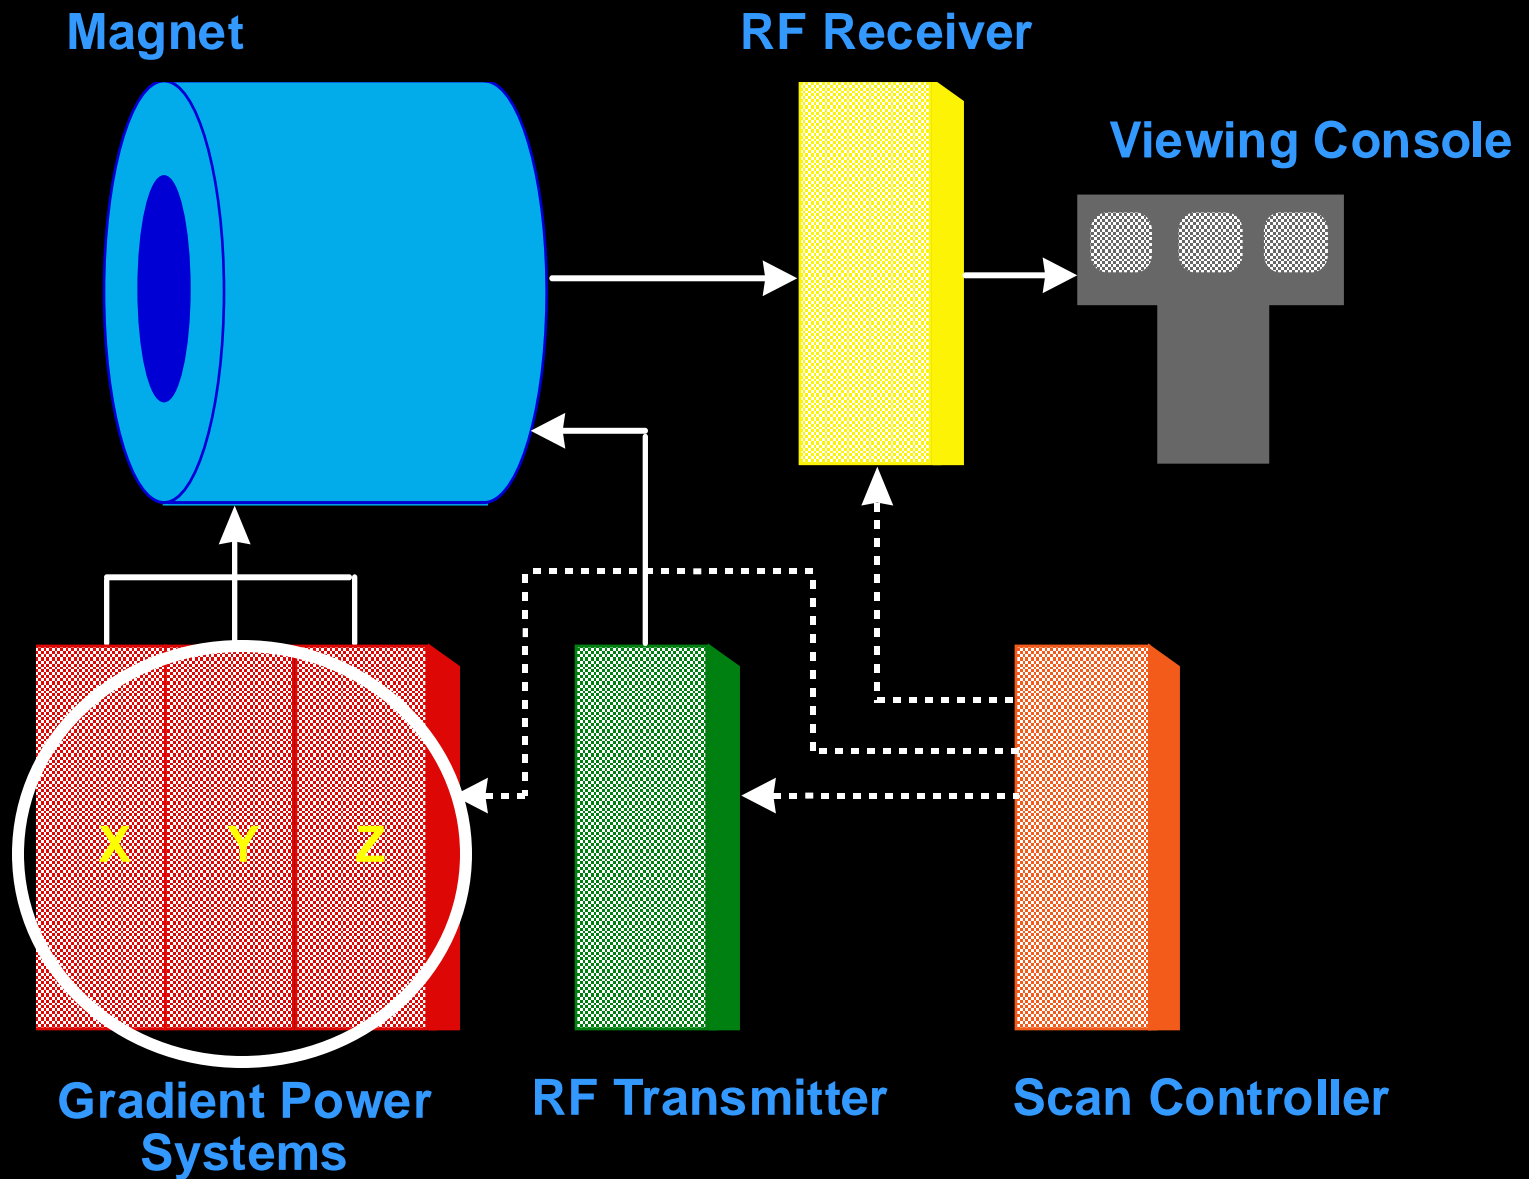 Magnet
RF Receiver
Viewing Console
X Y Z
Gradient Power
Systems
RF Transmitter
Scan Controller